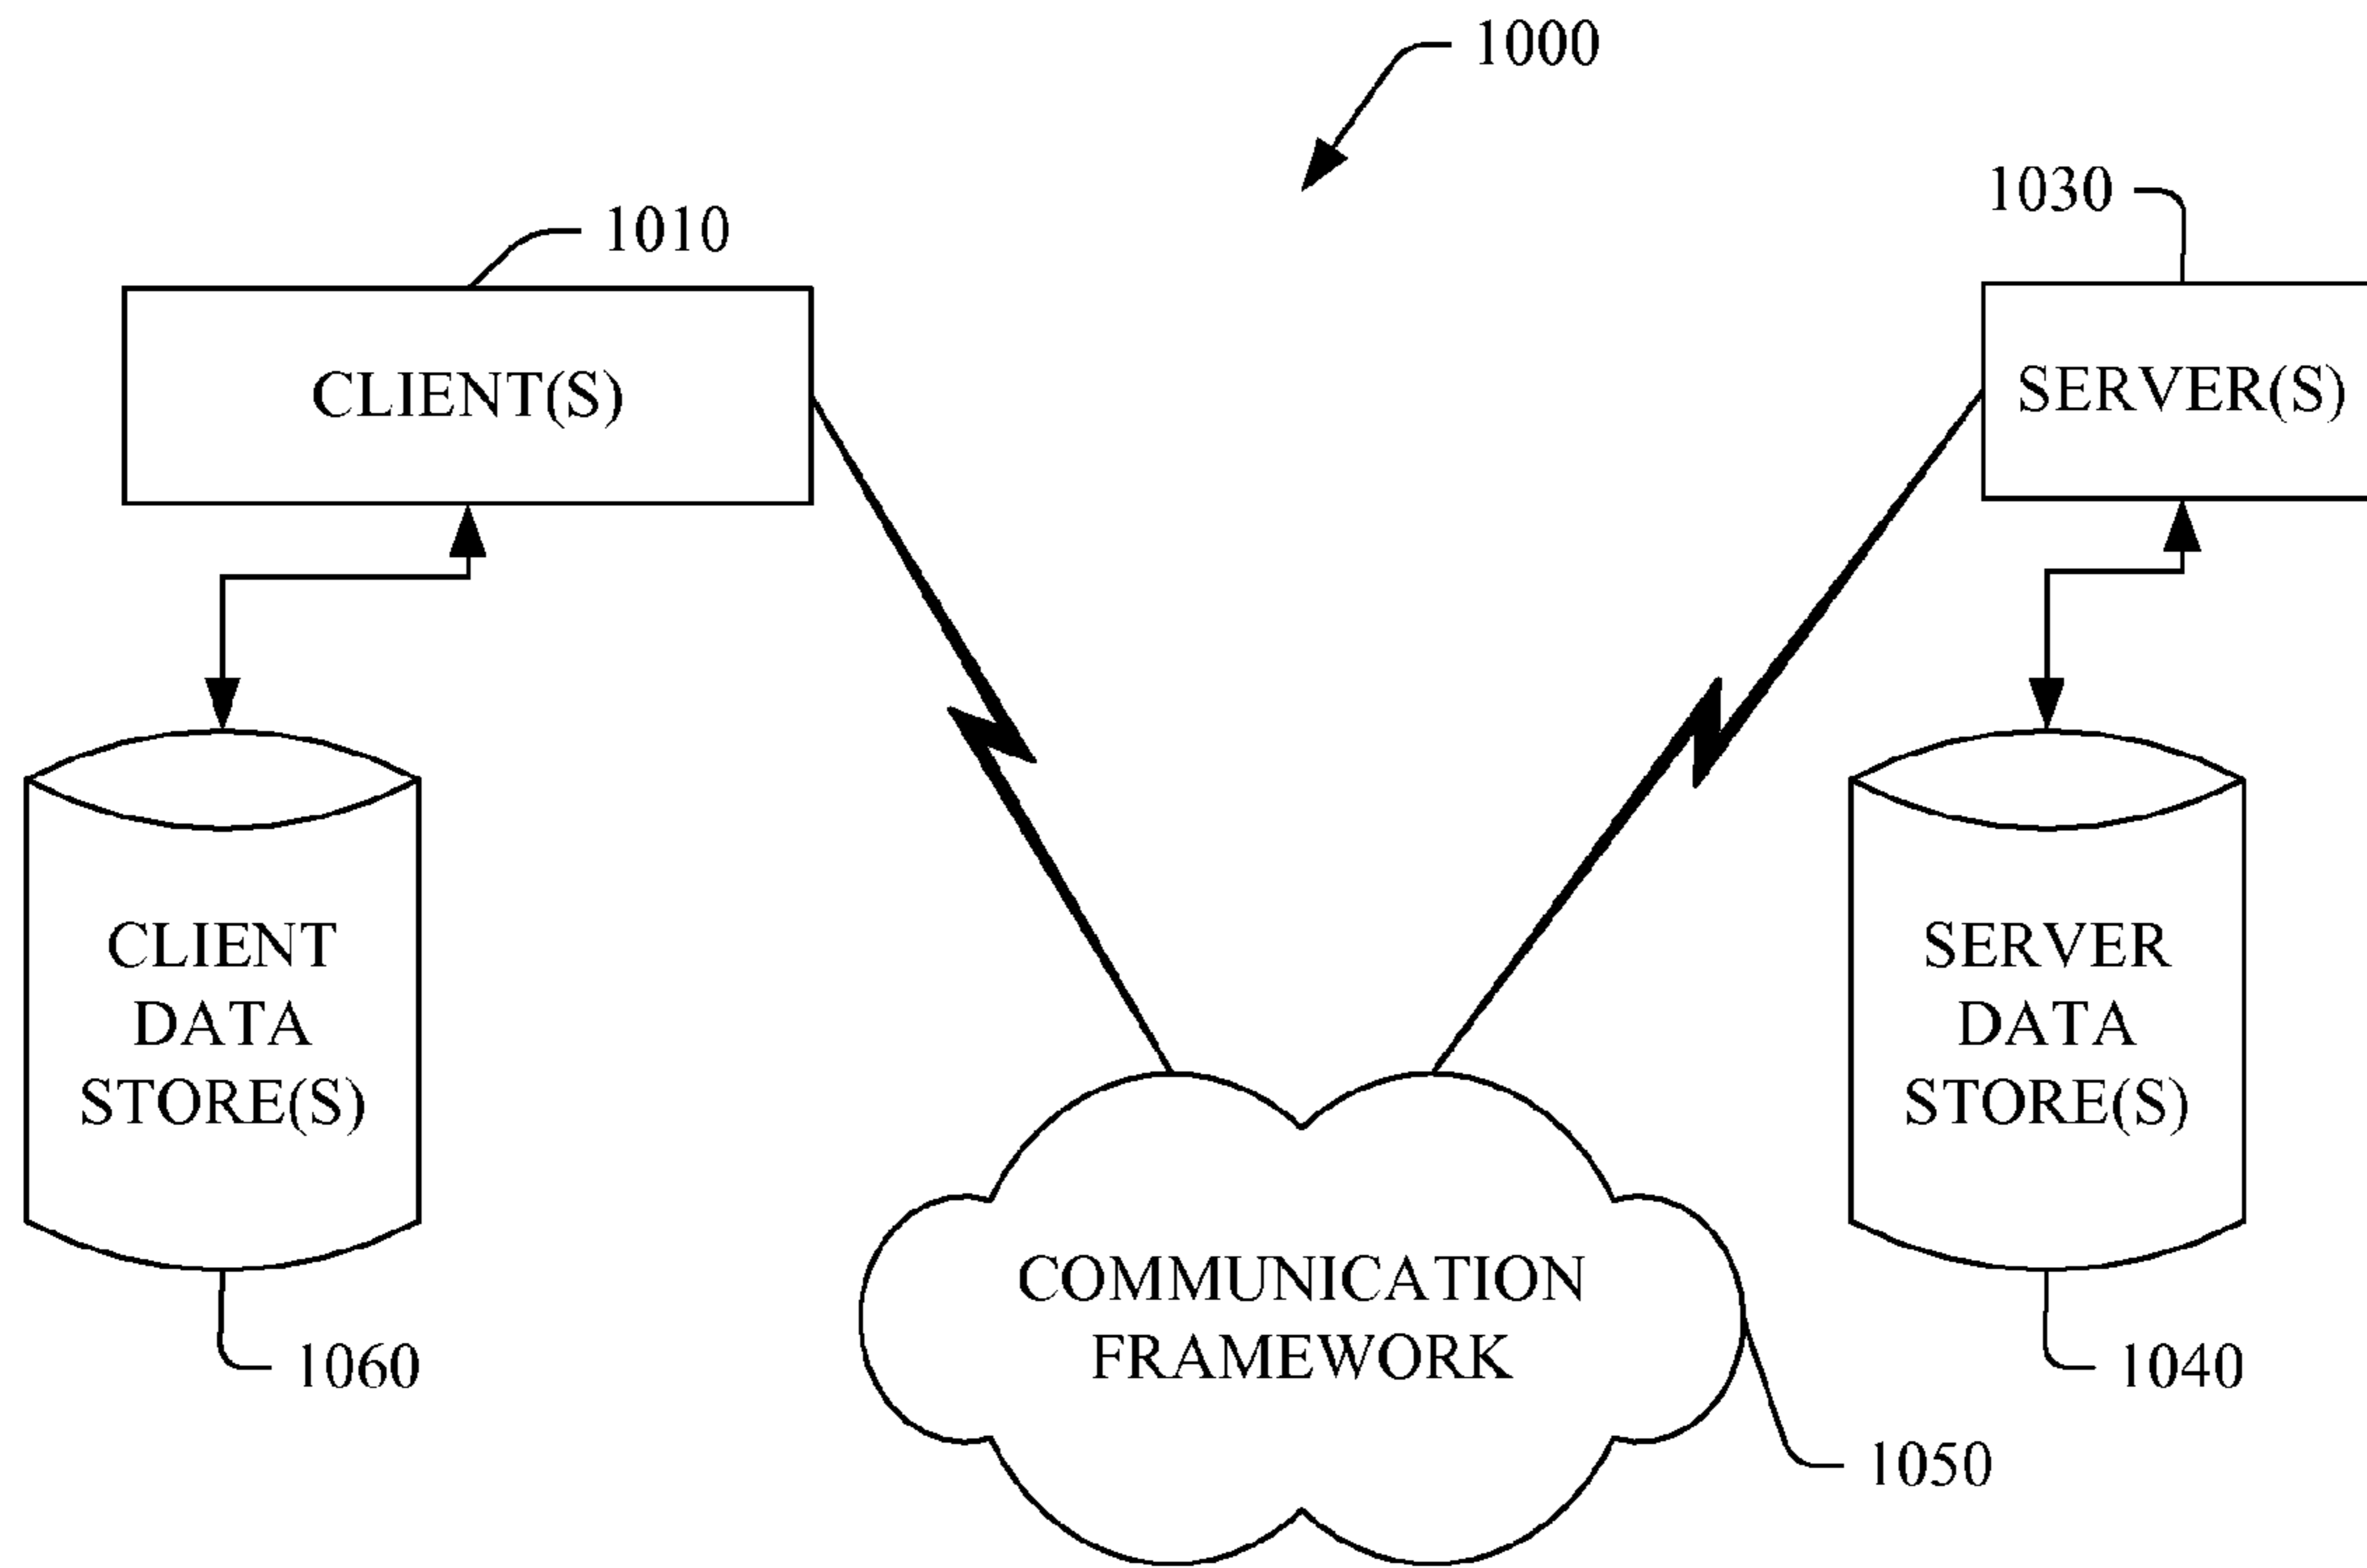 1000
1010
1030
CLIENT(S)
SERVER(S)
CLIENT
DATA
STORE(S)
SERVER
DATA
STORE(S)
COMMUNICATION
FRAMEWORK
1060
1040
1050